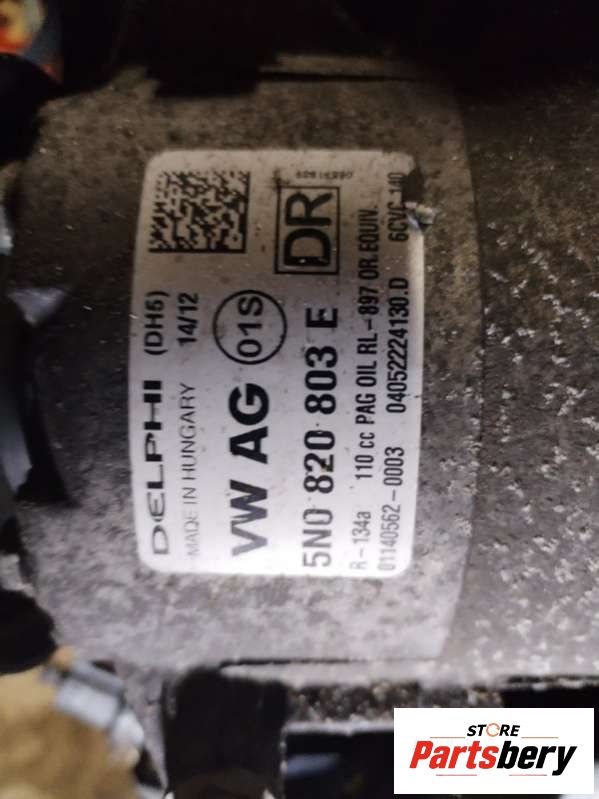 DELPHI (DH6)
MADE IN HUNGARY 14/12
VW AG 01S DR
5N0 820 803 E
R-134a 110 cc PAG OIL RL-897 OR EQUIV.
01140562-0003 04052224130.D 6CVC 140
STORE
Partsbery